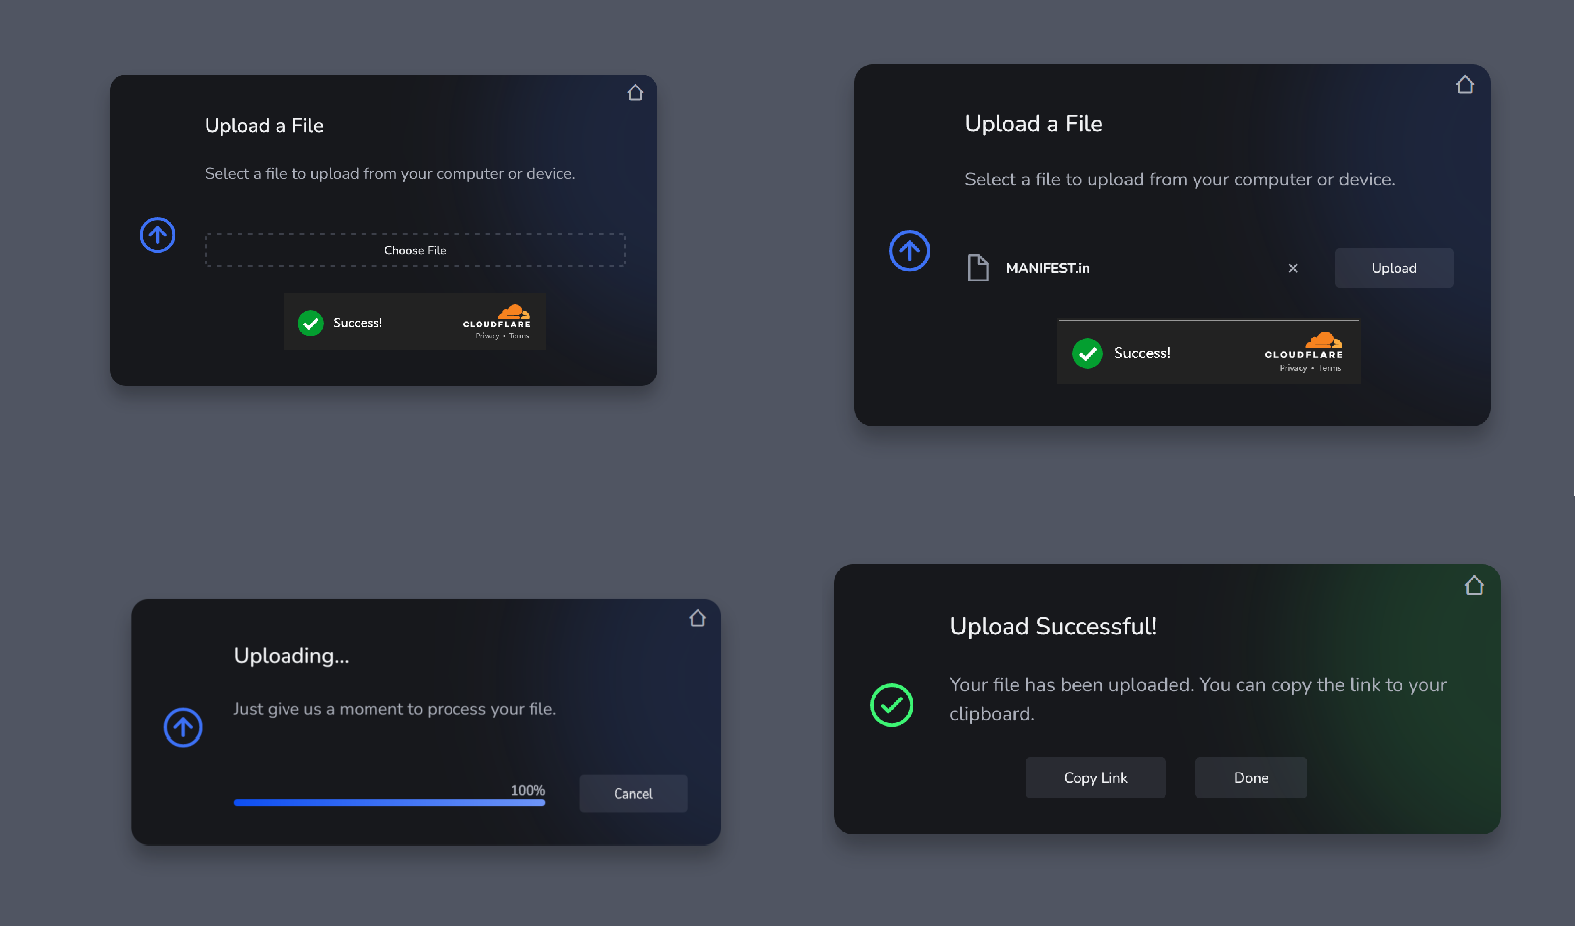 Upload a File
Select a file to upload from your computer or device.
Choose File
Success!
CLOUDFLARE
Privacy • Terms
Upload a File
Select a file to upload from your computer or device.
MANIFEST.in
Upload
Success!
CLOUDFLARE
Privacy • Terms
Uploading...
Just give us a moment to process your file.
100%
Cancel
Upload Successful!
Your file has been uploaded. You can copy the link to your
clipboard.
Copy Link
Done